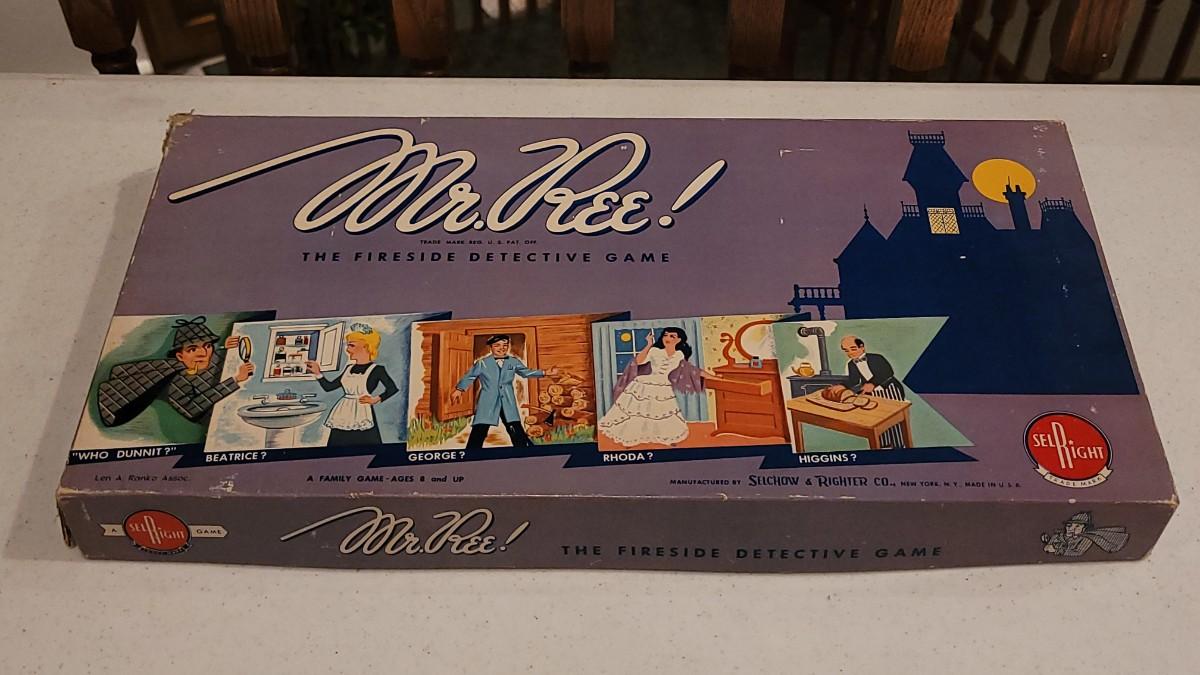 Mr. Ree!
TRADE MARK REG. U. S. PAT. OFF.
THE FIRESIDE DETECTIVE GAME
"WHO DUNNIT?"
BEATRICE?
GEORGE?
RHODA?
HIGGINS?
SELRIGHT
TRADE MARK
Len A. Ronko Assoc.
A FAMILY GAME - AGES 8 and UP
MANUFACTURED BY SELCHOW & RIGHTER CO., NEW YORK, N.Y., MADE IN U.S.A.
A SELRIGHT GAME
Mr. Ree!
THE FIRESIDE DETECTIVE GAME